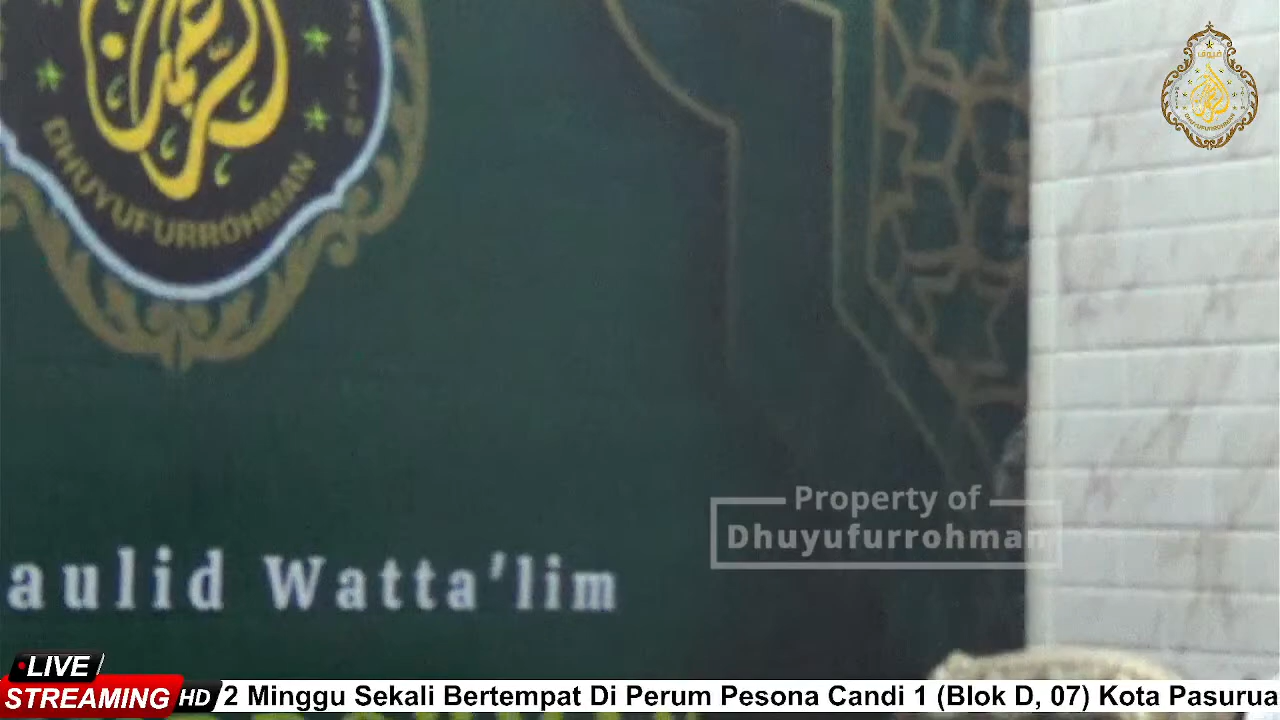 DHUYUFURROHMAN
aulid Watta'lim
Property of
Dhuyufurrohman
DHUYUFURROHMAN
LIVE
STREAMING HD
2 Minggu Sekali Bertempat Di Perum Pesona Candi 1 (Blok D, 07) Kota Pasurua